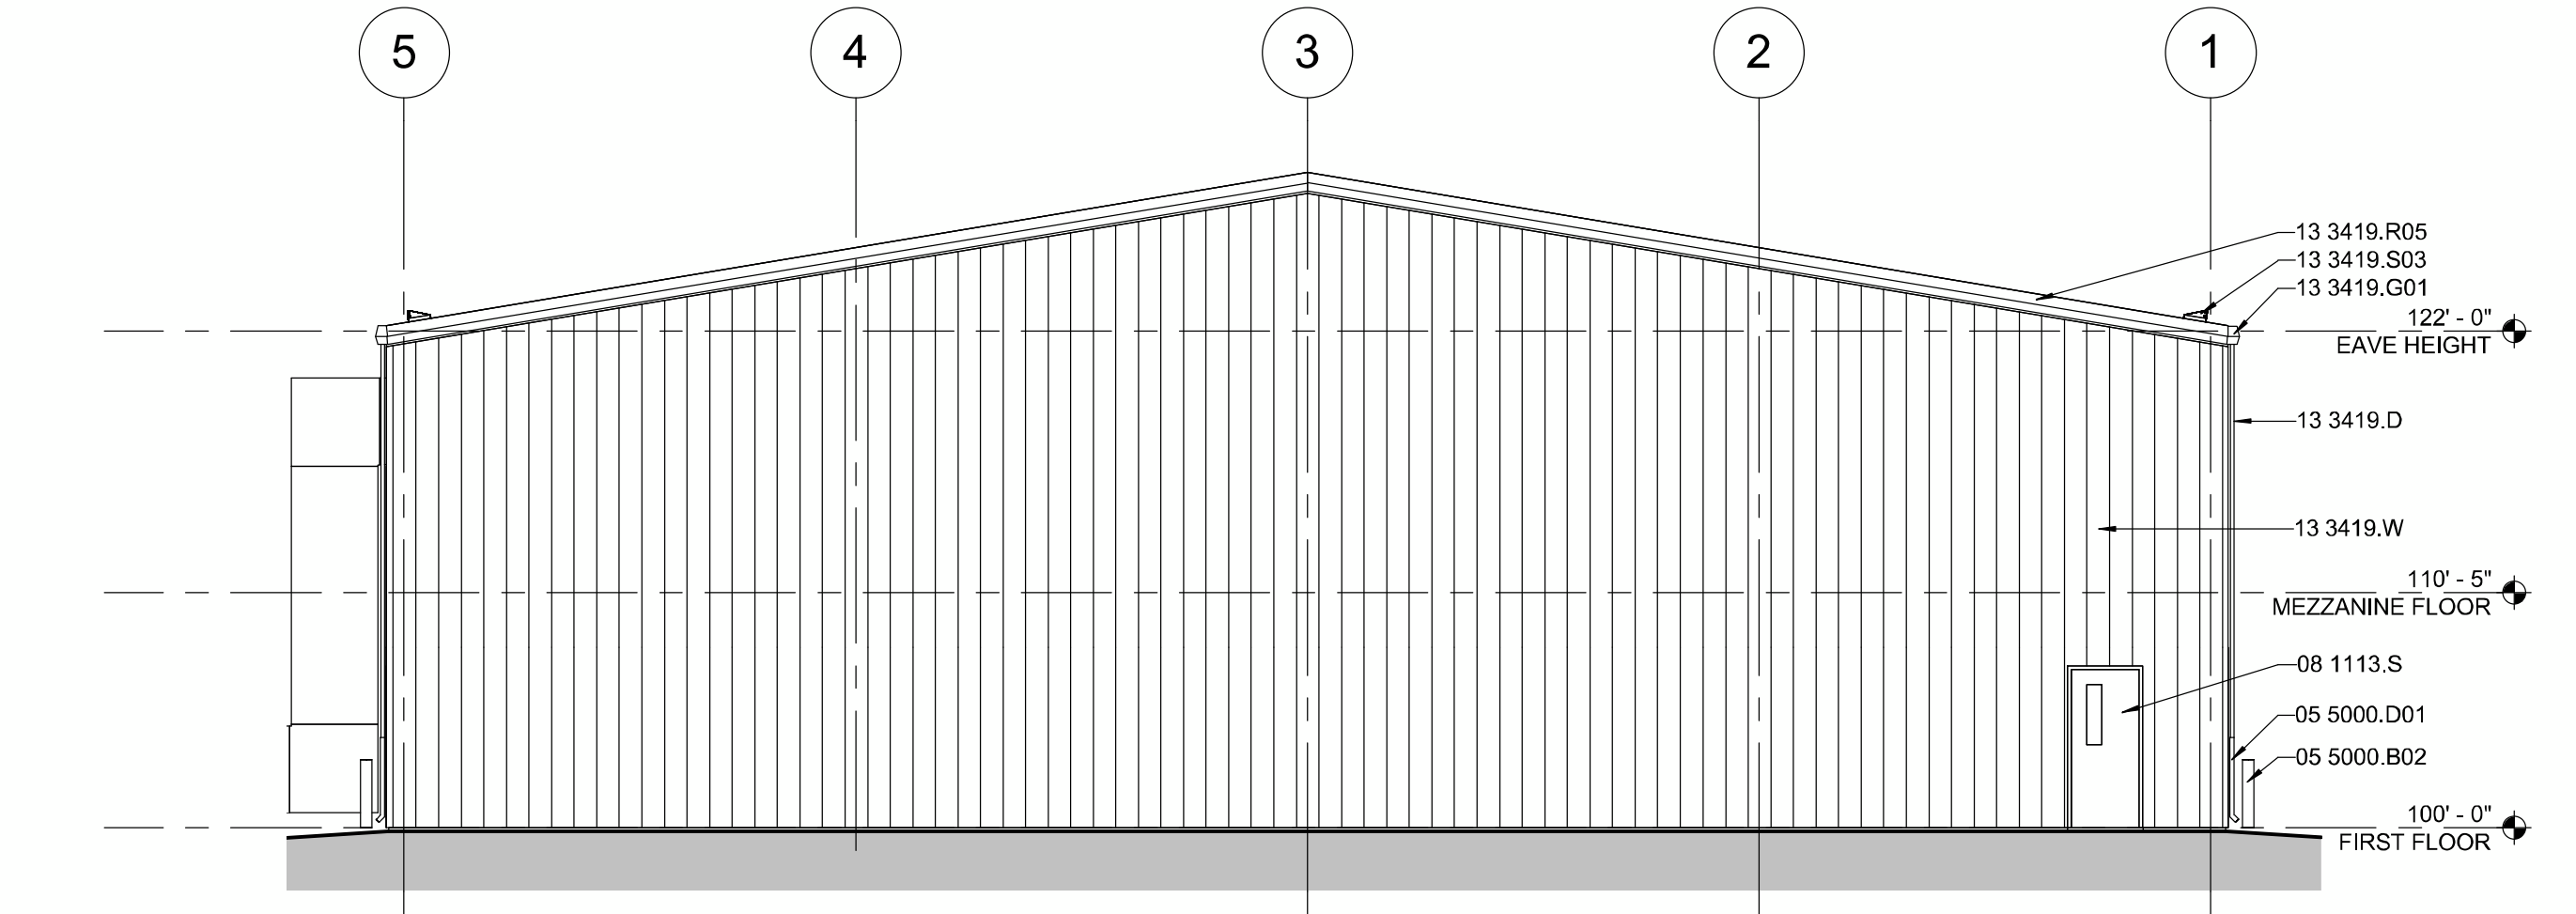 5 4 3 2 1
13 3419.R05
13 3419.S03
13 3419.G01
122' - 0"
EAVE HEIGHT
13 3419.D
13 3419.W
110' - 5"
MEZZANINE FLOOR
08 1113.S
05 5000.D01
05 5000.B02
100' - 0"
FIRST FLOOR